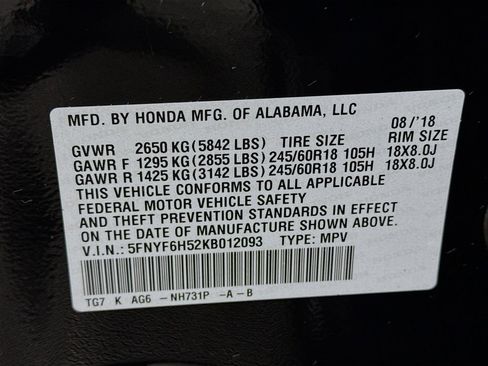 MFD. BY HONDA MFG. OF ALABAMA, LLC 08/'18
GVWR 2650 KG(5842 LBS) TIRE SIZE RIM SIZE
GAWR F 1295 KG(2855 LBS) 245/60R18 105H 18X8.0J
GAWR R 1425 KG(3142 LBS) 245/60R18 105H 18X8.0J
THIS VEHICLE CONFORMS TO ALL APPLICABLE
FEDERAL MOTOR VEHICLE SAFETY
AND THEFT PREVENTION STANDARDS IN EFFECT
ON THE DATE OF MANUFACTURE SHOWN ABOVE.
V.I.N.: 5FNYF6H52KB012093 TYPE: MPV
TG7 K AG6 -NH731P -A-B